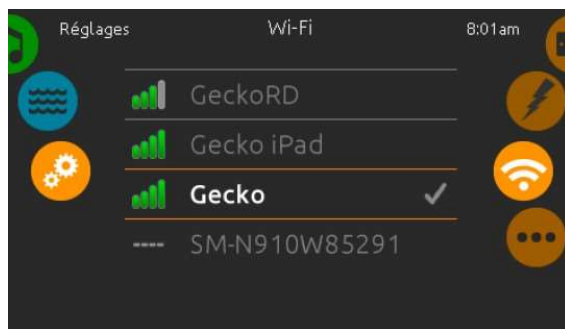 Réglages Wi-Fi 8:01am
GeckoRD
Gecko iPad
Gecko
SM-N910W85291